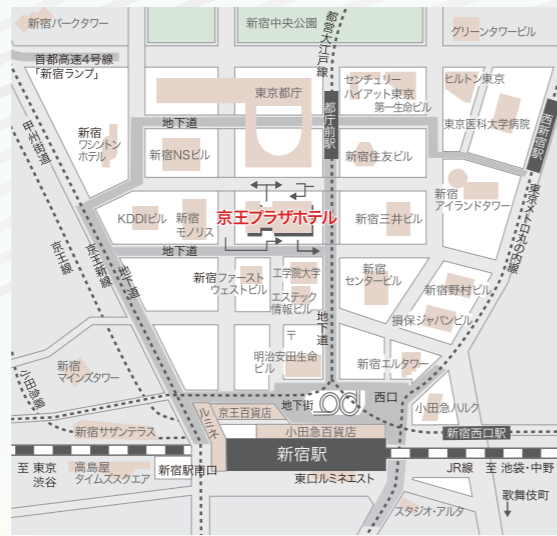 新宿パークタワー
新宿中央公園
都営大江戸線
グリーンタワービル
首都高速4号線
「新宿ランプ」
東京都庁
センチュリー
ハイアット東京
第一生命ビル
ヒルトン東京
都庁前駅
東京医科大学病院
西新宿駅
甲州街道
地下道
新宿
ワシントン
ホテル
新宿NSビル
新宿住友ビル
東京メトロ丸の内線
新宿
アイランドタワー
KDDIビル
新宿
モノリス
京王プラザホテル
新宿三井ビル
京王線
京王新線
地下道
地下道
新宿ファースト
ウェストビル
工学院大学
エステック
情報ビル
新宿
センタービル
新宿野村ビル
地下道
損保ジャパンビル
〒
明治安田生命
ビル
新宿エルタワー
新宿
マインズタワー
小田急線
地下街
西口
小田急ハルク
ルミネ
京王百貨店
新宿サザンテラス
小田急百貨店
新宿西口駅
新宿駅
至 東京
渋谷
高島屋
タイムズスクエア
新宿駅南口
東口ルミネエスト
JR線
至 池袋・中野
歌舞伎町
スタジオ・アルタ